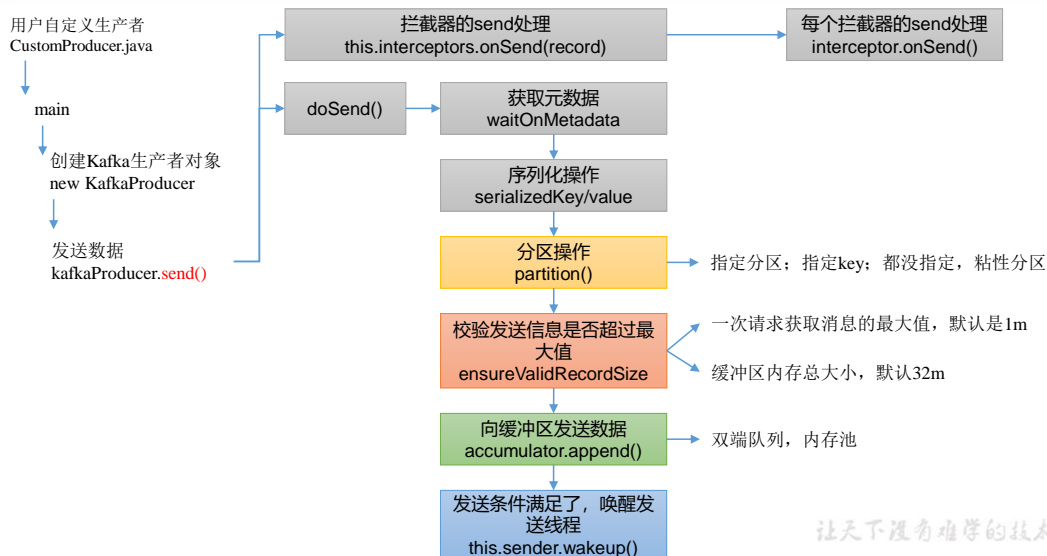 用户自定义生产者
CustomProducer.java
main
创建Kafka生产者对象
new KafkaProducer
发送数据
kafkaProducer.send()
拦截器的send处理
this.interceptors.onSend(record)
每个拦截器的send处理
interceptor.onSend()
doSend()
获取元数据
waitOnMetadata
序列化操作
serializedKey/value
分区操作
partition()
指定分区；指定key；都没指定，粘性分区
校验发送信息是否超过最
大值
ensureValidRecordSize
一次请求获取消息的最大值，默认是1m
缓冲区内存总大小，默认32m
向缓冲区发送数据
accumulator.append()
双端队列，内存池
发送条件满足了，唤醒发
送线程
this.sender.wakeup()
让天下没有难学的技术